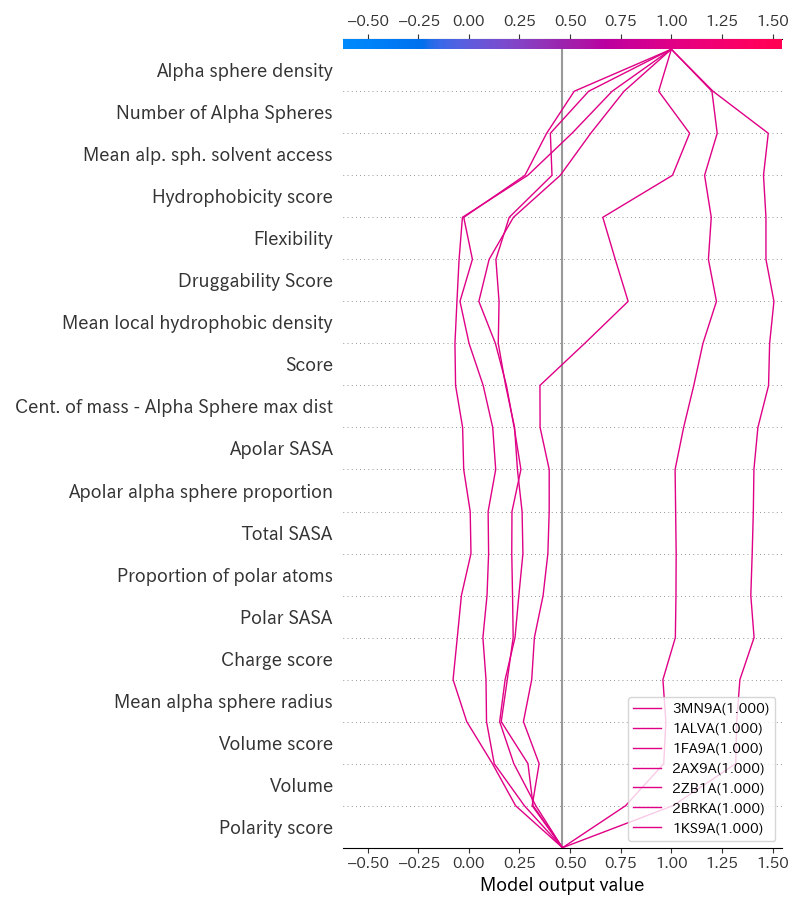 −0.50 −0.25 0.00 0.25 0.50 0.75 1.00 1.25 1.50
Alpha sphere density
Number of Alpha Spheres
Mean alp. sph. solvent access
Hydrophobicity score
Flexibility
Druggability Score
Mean local hydrophobic density
Score
Cent. of mass - Alpha Sphere max dist
Apolar SASA
Apolar alpha sphere proportion
Total SASA
Proportion of polar atoms
Polar SASA
Charge score
Mean alpha sphere radius
Volume score
Volume
Polarity score
3MN9A(1.000)
1ALVA(1.000)
1FA9A(1.000)
2AX9A(1.000)
2ZB1A(1.000)
2BRKA(1.000)
1KS9A(1.000)
−0.50 −0.25 0.00 0.25 0.50 0.75 1.00 1.25 1.50
Model output value